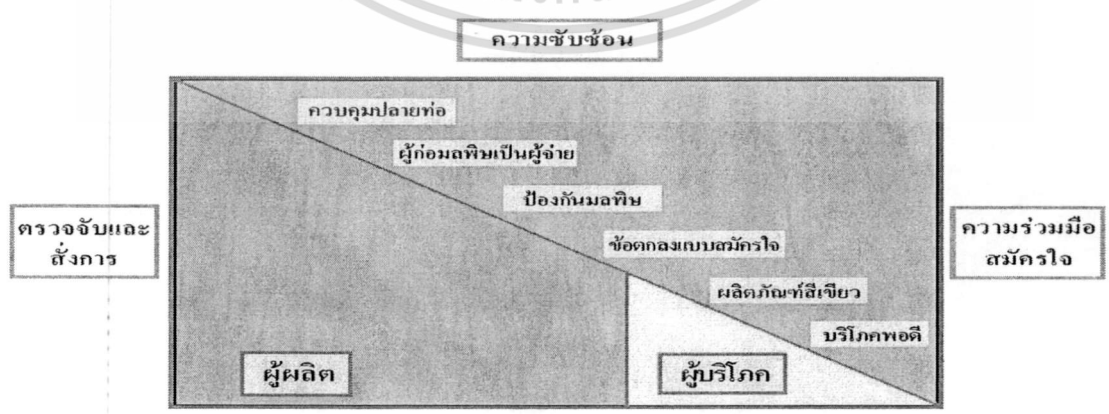 ความซับซ้อน
ควบคุมปลายท่อ
ผู้ก่อมลพิษเป็นผู้จ่าย
ป้องกันมลพิษ
ตรวจจับและ
สั่งการ
ข้อตกลงแบบสมัครใจ
ความร่วมมือ
สมัครใจ
ผลิตภัณฑ์สีเขียว
บริโภคพอดี
ผู้ผลิต
ผู้บริโภค